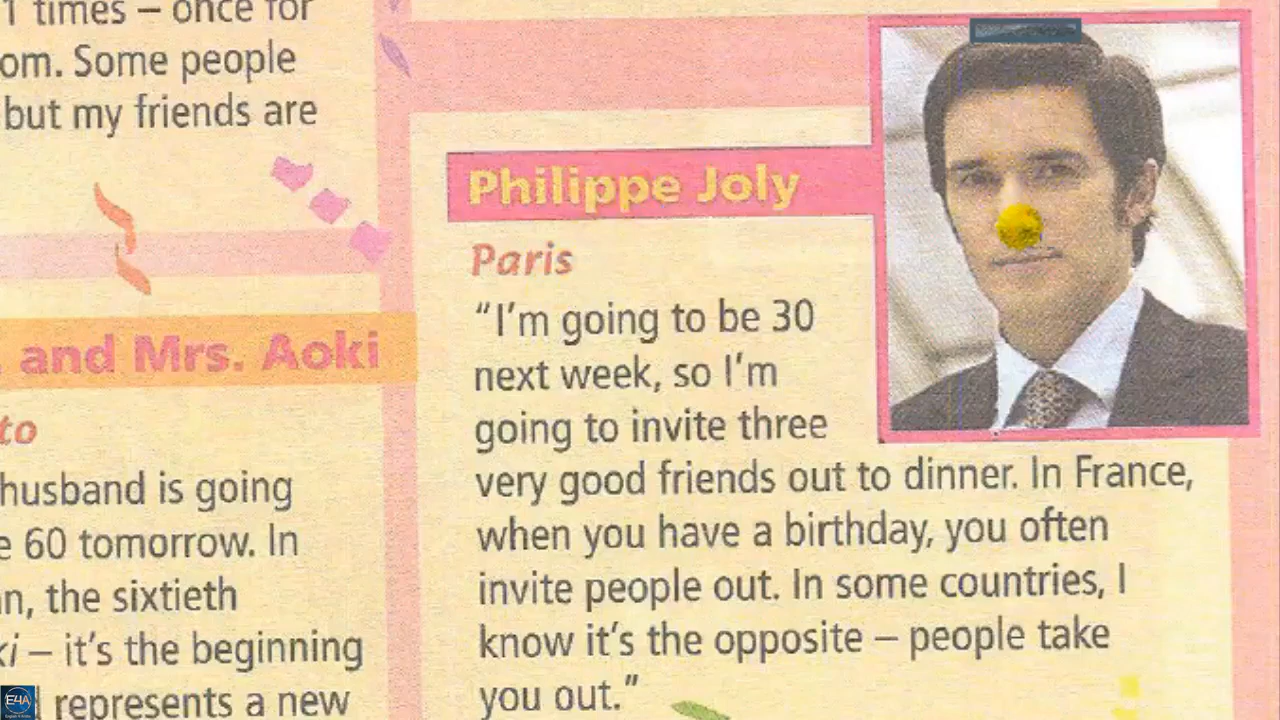 1 times – once for
om. Some people
but my friends are
. and Mrs. Aoki
to
husband is going
e 60 tomorrow. In
n, the sixtieth
ki – it's the beginning
represents a new
Philippe Joly
Paris
"I'm going to be 30
next week, so I'm
going to invite three
very good friends out to dinner. In France,
when you have a birthday, you often
invite people out. In some countries, I
know it's the opposite – people take
you out."
E4A